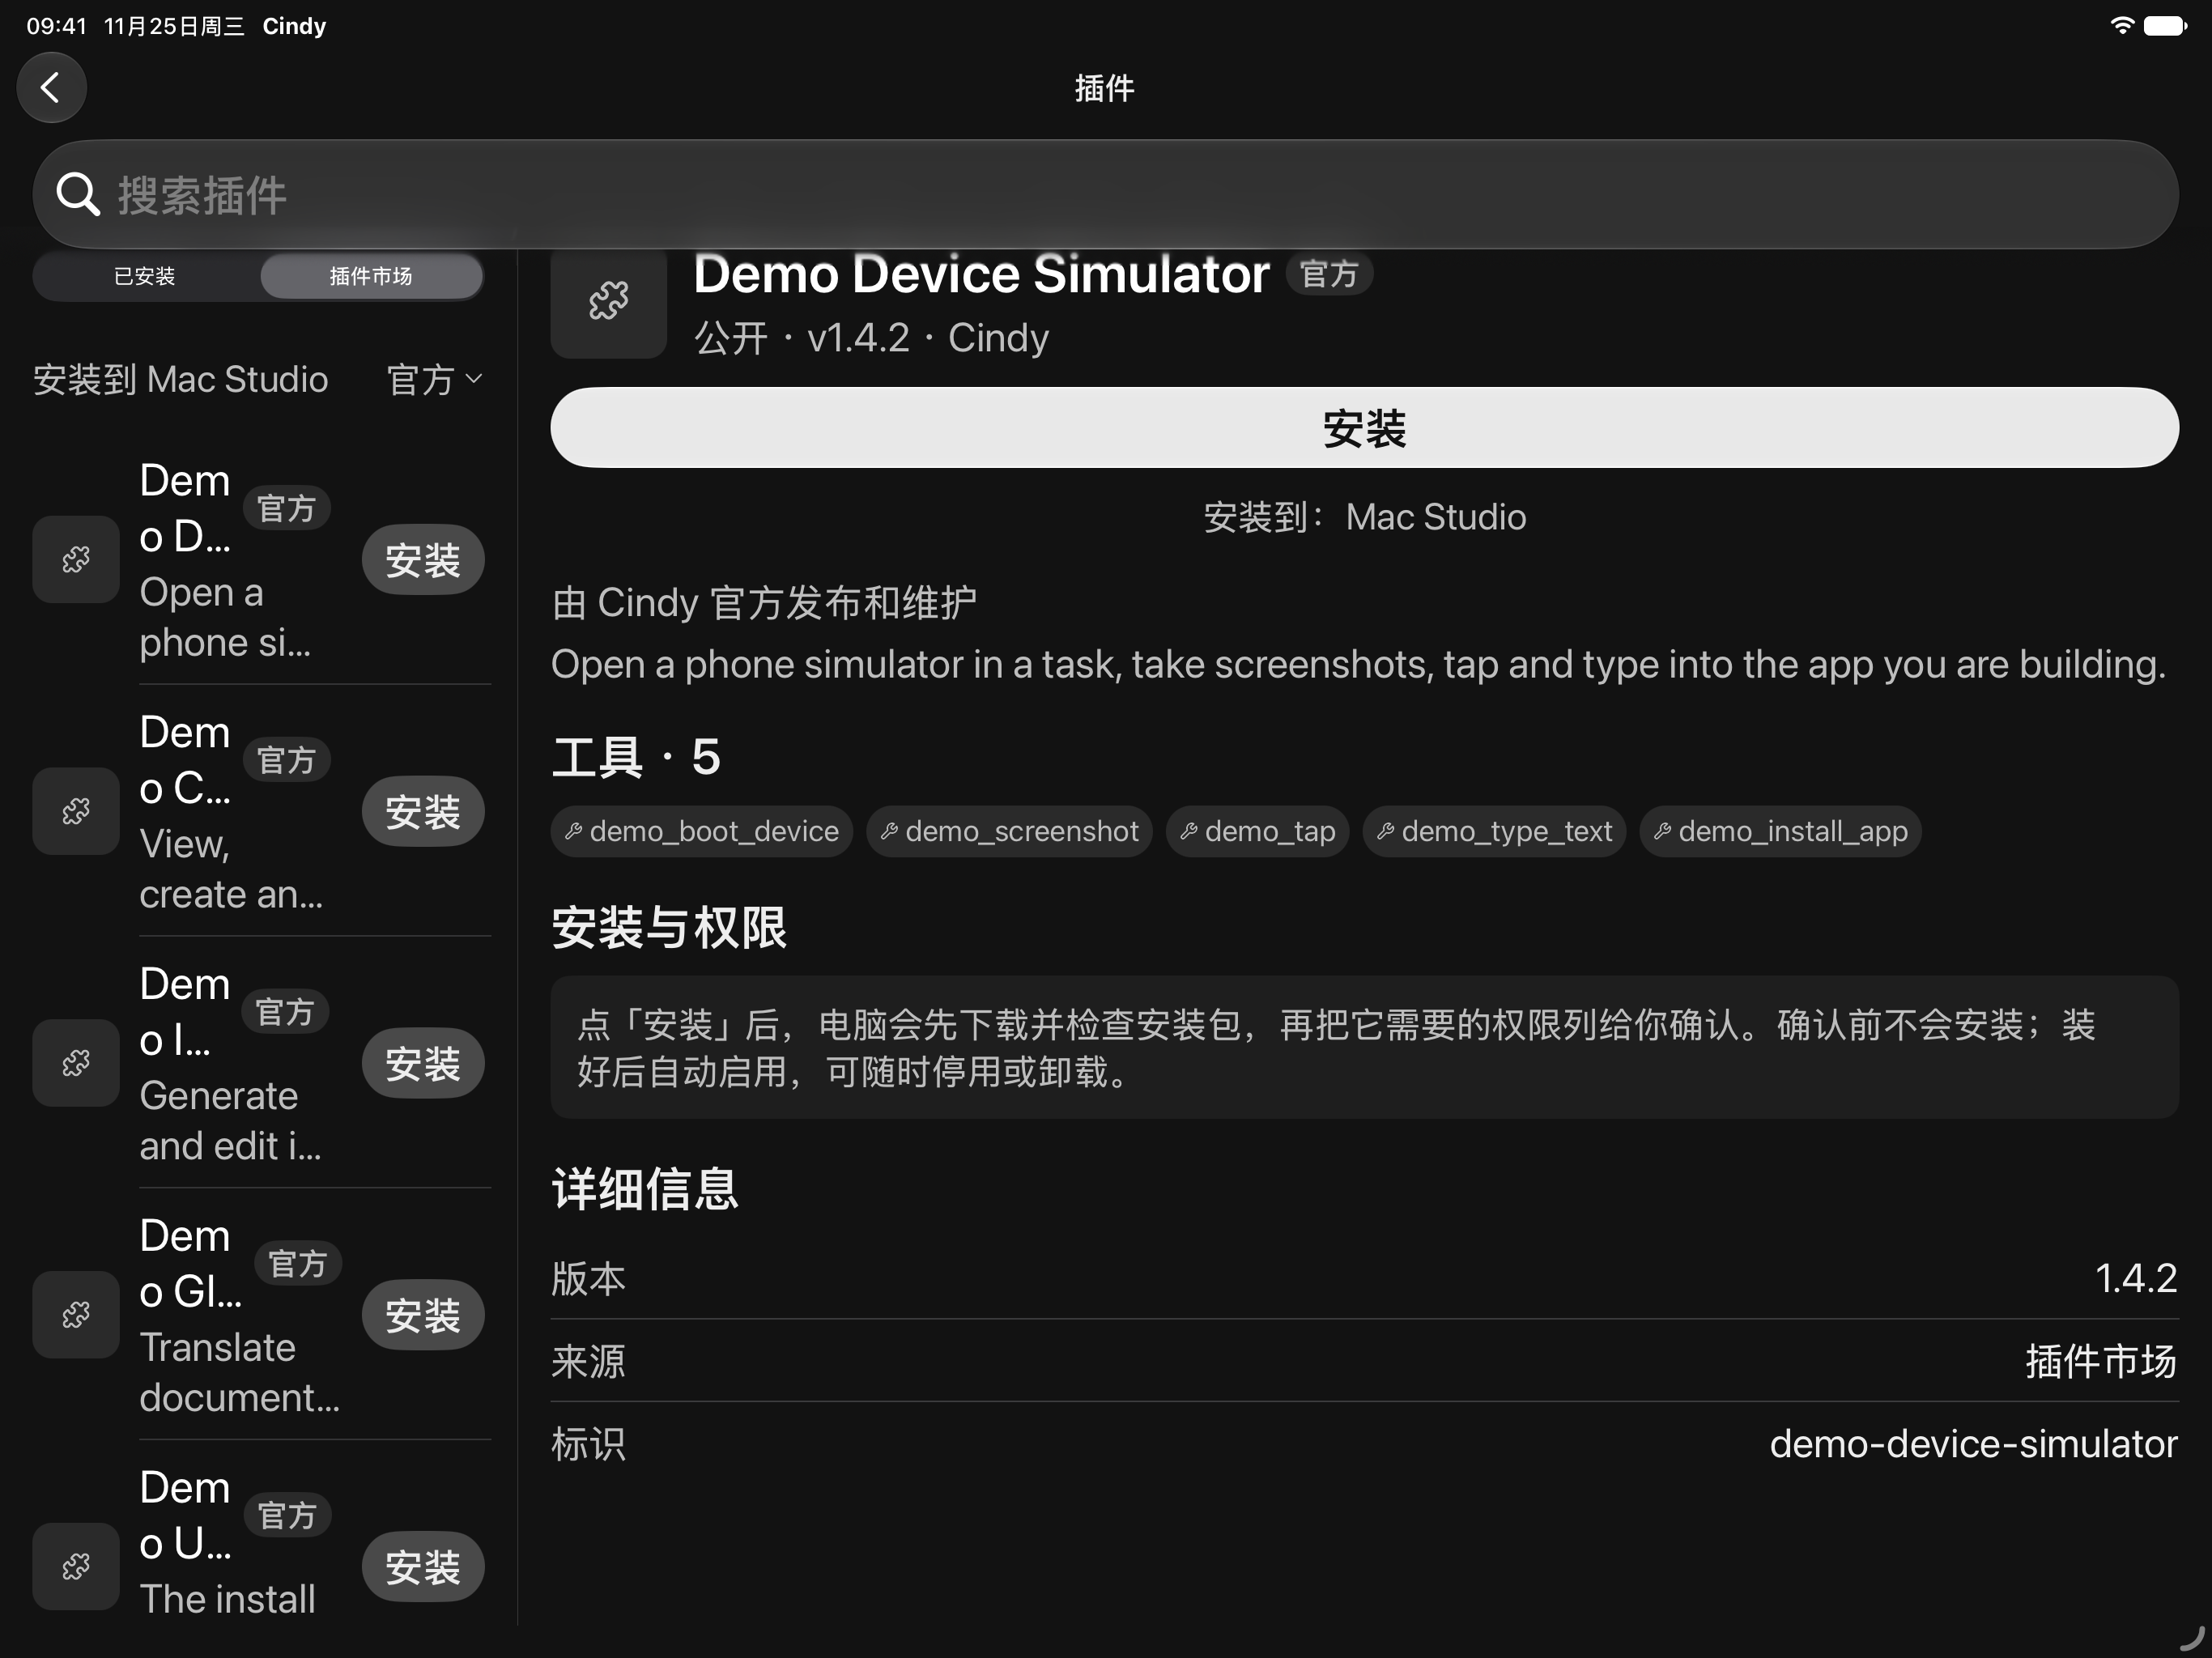 09:41 11月25日周三 Cindy
插件
搜索插件
已安装
插件市场
安装到 Mac Studio
官方
Dem
o D...
官方
Open a
phone si...
安装
Dem
o C...
官方
View,
create an...
安装
Dem
o I...
官方
Generate
and edit i...
安装
Dem
o Gl...
官方
Translate
document...
安装
Dem
o U...
官方
The install
安装
Demo Device Simulator 官方
公开 · v1.4.2 · Cindy
安装
安装到： Mac Studio
由 Cindy 官方发布和维护
Open a phone simulator in a task, take screenshots, tap and type into the app you are building.
工具 · 5
demo_boot_device
demo_screenshot
demo_tap
demo_type_text
demo_install_app
安装与权限
点「安装」后，电脑会先下载并检查安装包，再把它需要的权限列给你确认。确认前不会安装；装
好后自动启用，可随时停用或卸载。
详细信息
版本 1.4.2
来源 插件市场
标识 demo-device-simulator